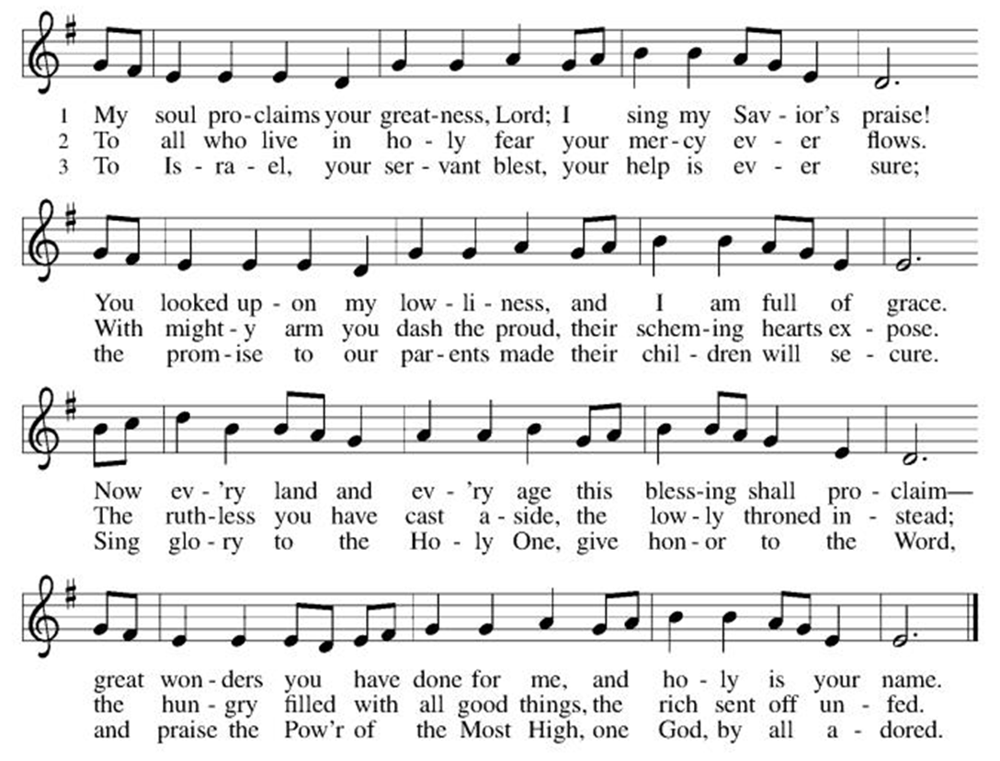 1 My soul pro-claims your great-ness, Lord; I sing my Sav - ior's praise!
2 To all who live in ho - ly fear your mer-cy ev - er flows.
3 To Is - ra - el, your ser - vant blest, your help is ev - er sure;
You looked up - on my low - li - ness, and I am full of grace.
With might - y arm you dash the proud, their schem-ing hearts ex - pose.
the prom - ise to our par - ents made their chil - dren will se - cure.
Now ev - 'ry land and ev - 'ry age this bless-ing shall pro - claim—
The ruth-less you have cast a - side, the low - ly throned in - stead;
Sing glo - ry to the Ho - ly One, give hon - or to the Word,
great won - ders you have done for me, and ho - ly is your name.
the hun - gry filled with all good things, the rich sent off un - fed.
and praise the Pow'r of the Most High, one God, by all a - dored.